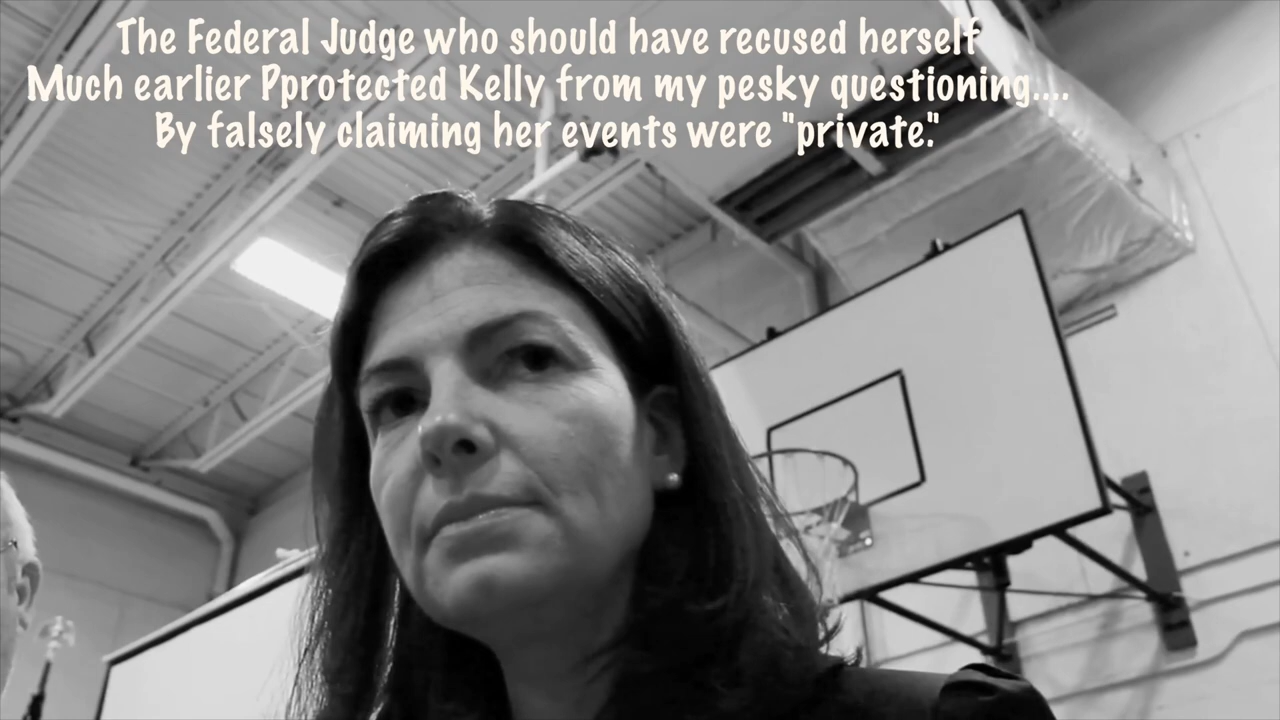 The Federal Judge who should have recused herself
Much earlier Pprotected Kelly from my pesky questioning....
By falsely claiming her events were "private."